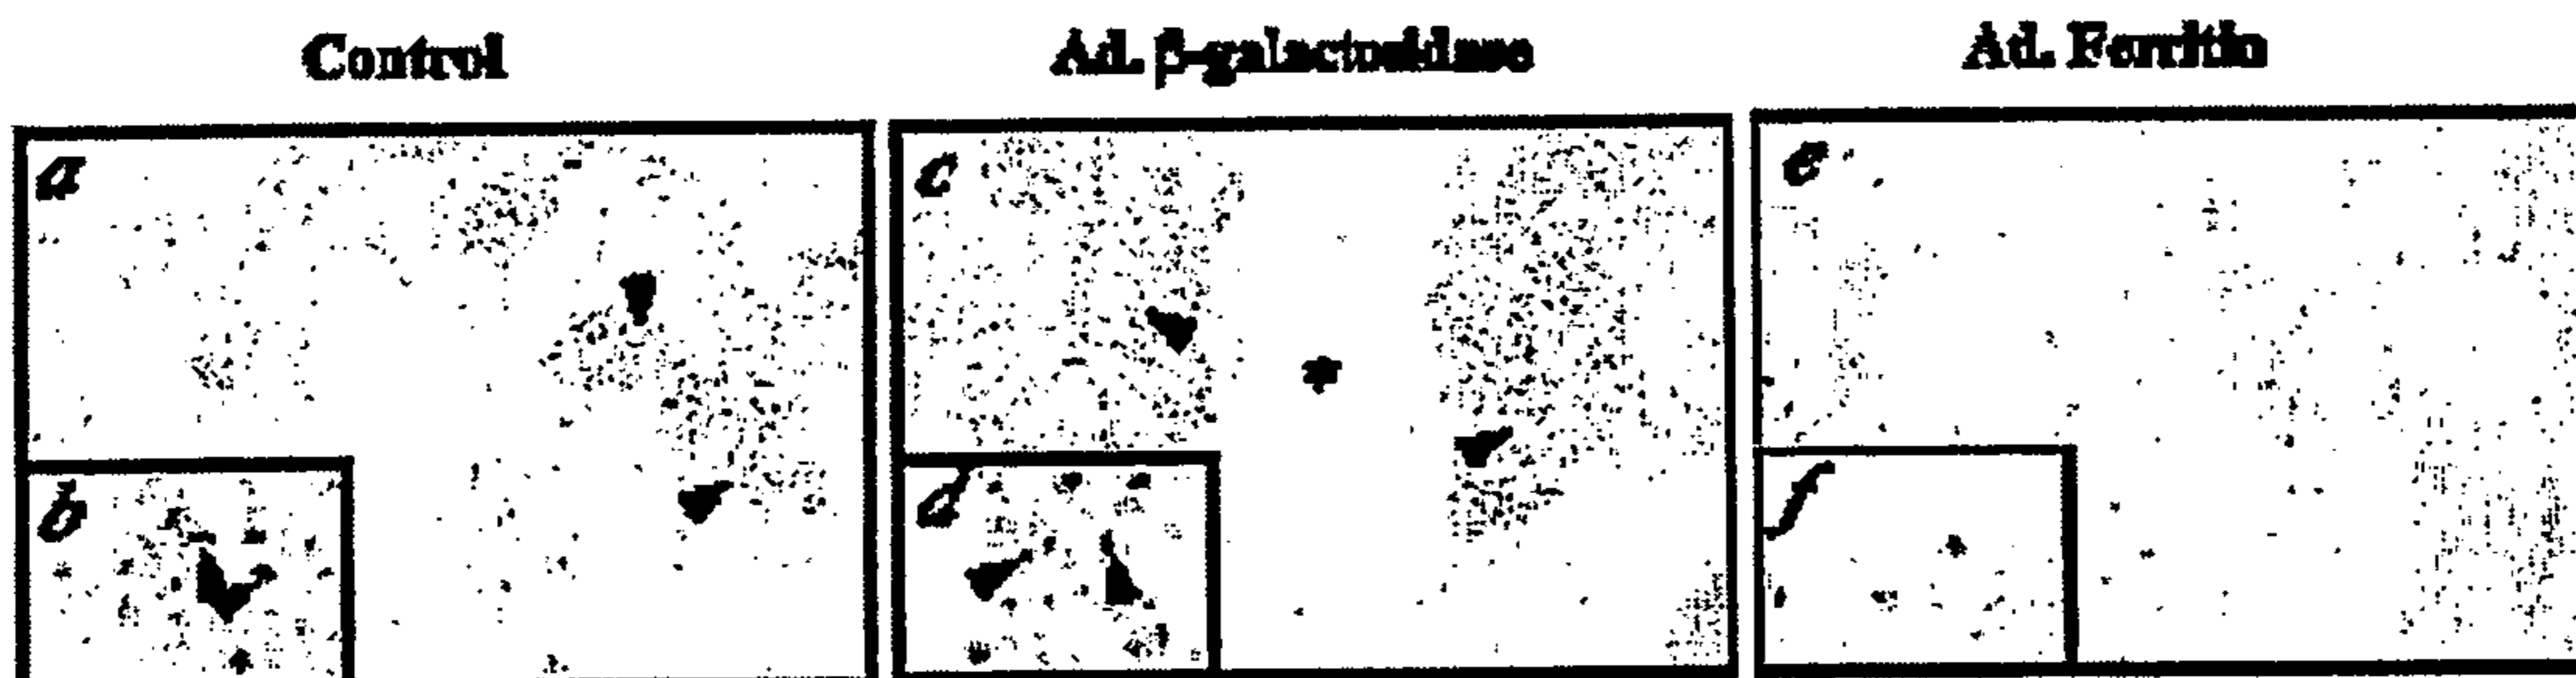 Control Ad. β-galactosidase Ad. Ferritin
a c e
b d f